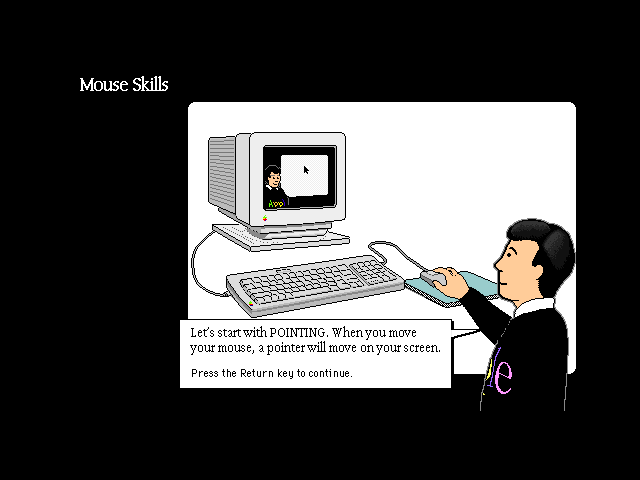 Mouse Skills
Let's start with POINTING. When you move
your mouse, a pointer will move on your screen.
Press the Return key to continue.